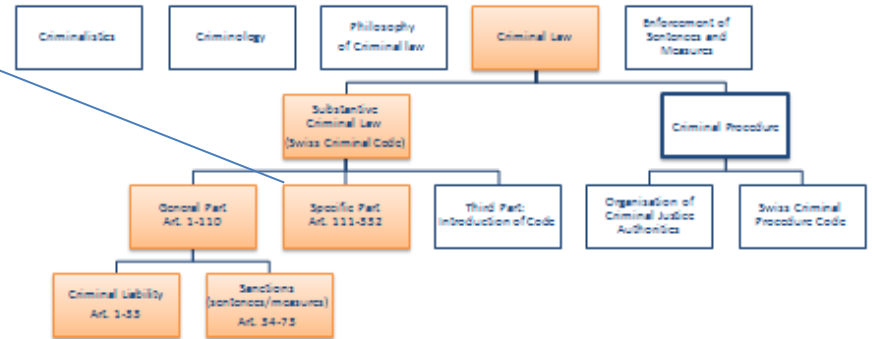 Criminalistics
Criminology
Philosophy
of Criminal law
Criminal Law
Enforcement of
Sentences and
Measures
Substantive
Criminal Law
(Swiss Criminal Code)
Criminal Procedure
General Part
Art. 1-110
Specific Part
Art. 111-332
Third Part:
Introduction of Code
Organisation of
Criminal Justice
Authorities
Swiss Criminal
Procedure Code
Criminal Liability
Art. 1-33
Sanctions
(sentences/measures)
Art. 34-73